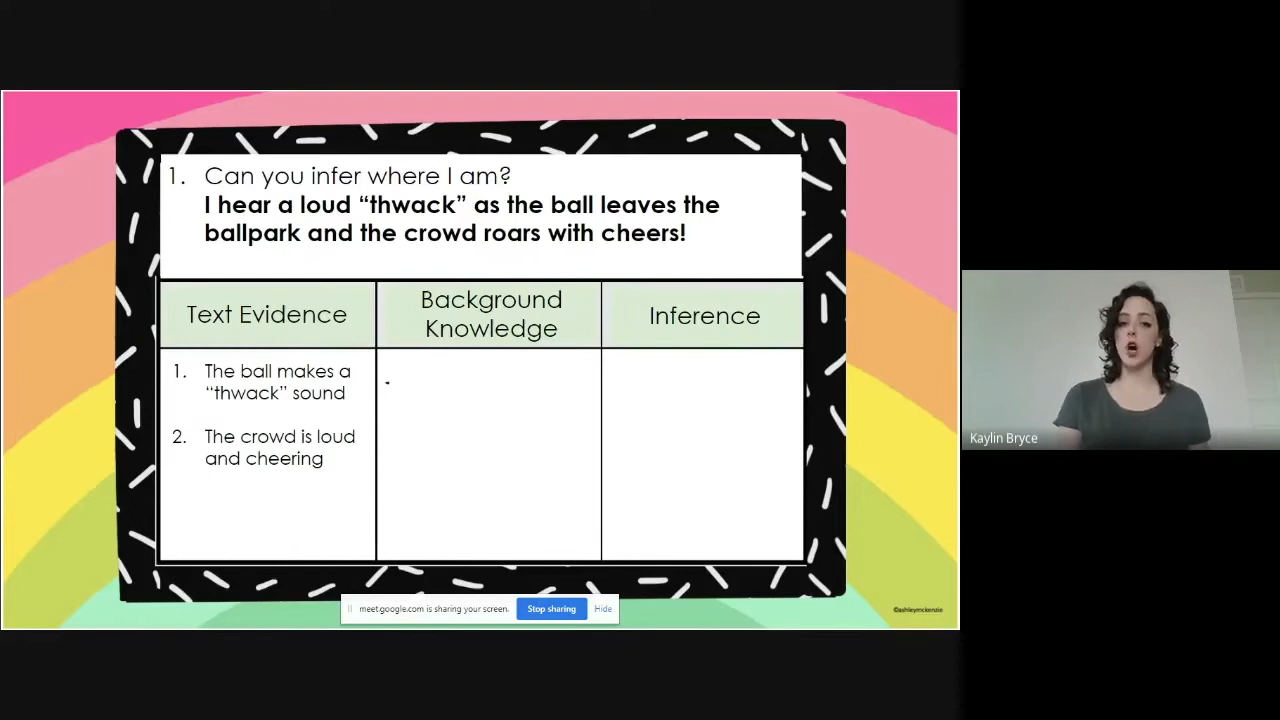 1. Can you infer where I am?
I hear a loud “thwack” as the ball leaves the
ballpark and the crowd roars with cheers!
Text Evidence
Background
Knowledge
Inference
1. The ball makes a
“thwack” sound
2. The crowd is loud
and cheering
Kaylin Bryce
meet.google.com is sharing your screen.
Stop sharing
Hide
©ashleymckenzie